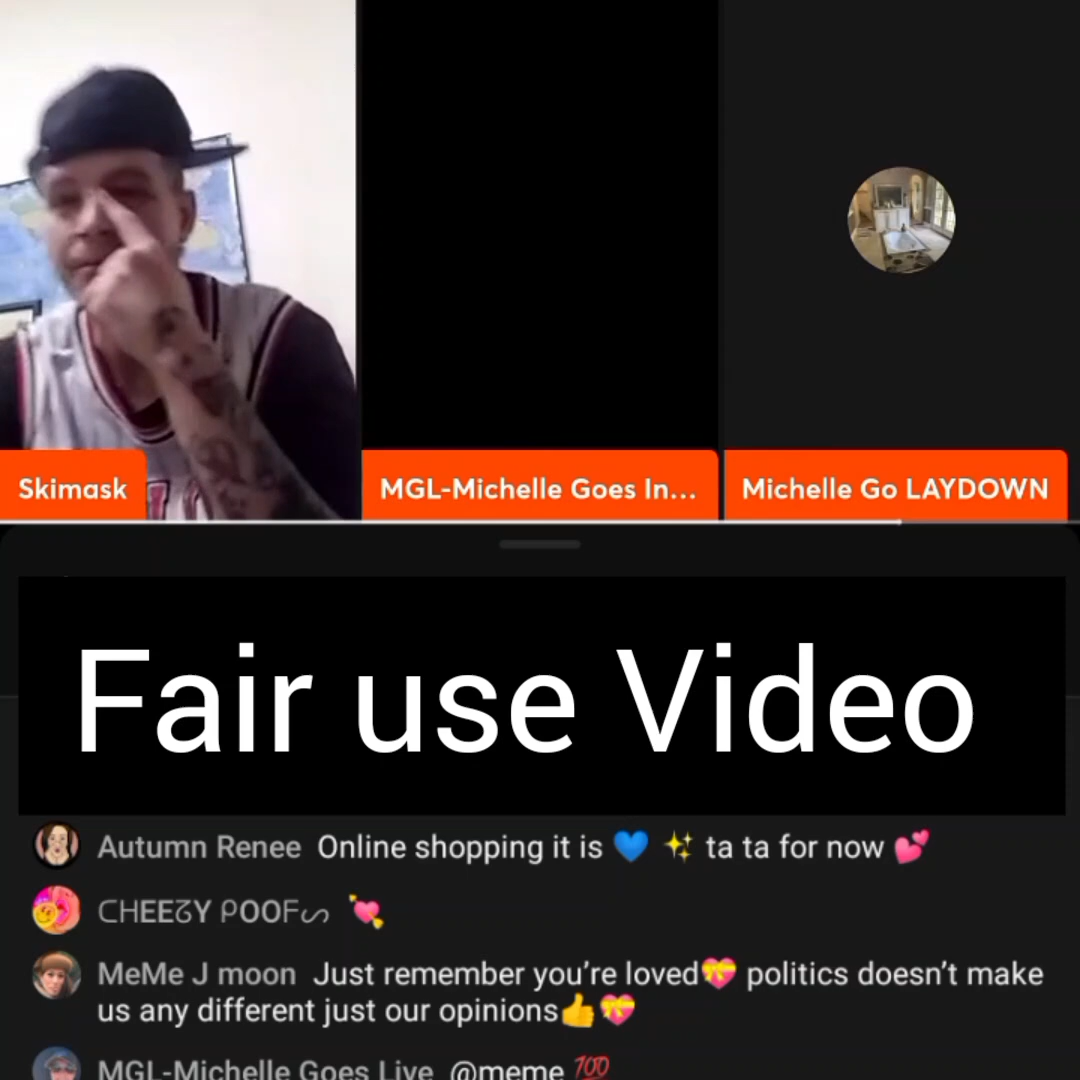 Skimask
MGL-Michelle Goes In...
Michelle Go LAYDOWN
Fair use Video
Autumn Renee Online shopping it is 💙 ✨ ta ta for now 💕
ᑕHEEᘔY ᑭOOFᔕ 💘
MeMe J moon Just remember you're loved💝 politics doesn't make
us any different just our opinions👍💝
MGL-Michelle Goes Live @meme 💯